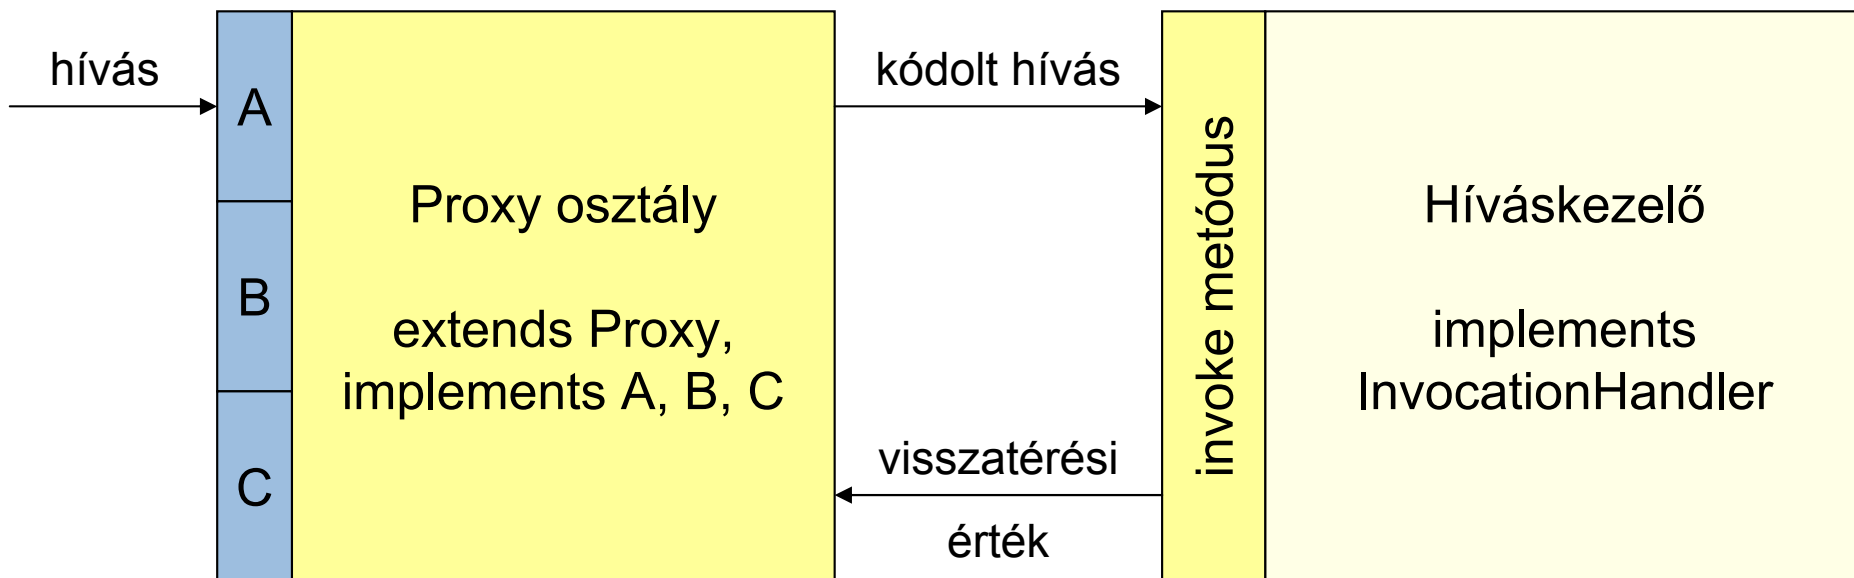 hívás
A
B
C
Proxy osztály
extends Proxy,
implements A, B, C
kódolt hívás
visszatérési
érték
invoke metódus
Híváskezelő
implements
InvocationHandler